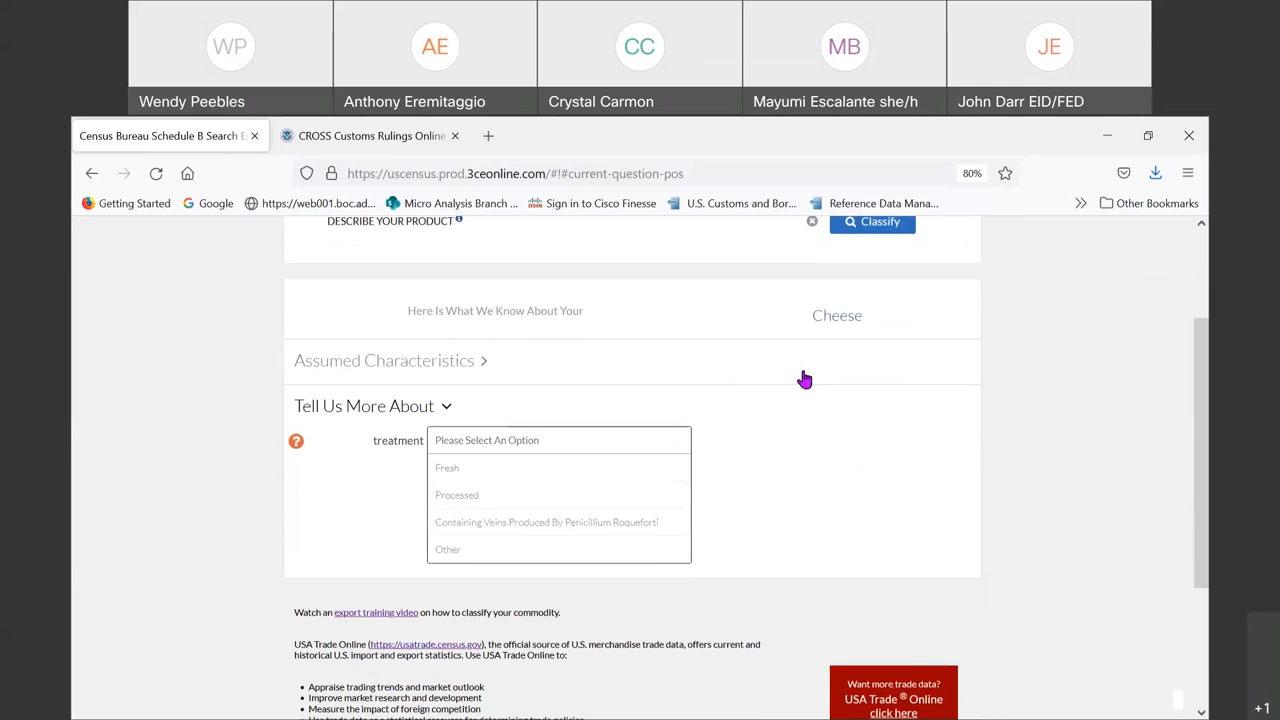 WP
AE
CC
MB
JE
Wendy Peebles
Anthony Eremitaggio
Crystal Carmon
Mayumi Escalante she/h
John Darr EID/FED
Census Bureau Schedule B Search E
CROSS Customs Rulings Online
https://uscensus.prod.3ceonline.com/#!#current-question-pos
80%
Getting Started
Google
https://web001.boc.ad...
Micro Analysis Branch ...
Sign in to Cisco Finesse
U.S. Customs and Bor...
Reference Data Mana...
Other Bookmarks
DESCRIBE YOUR PRODUCT
Classify
Here Is What We Know About Your
Cheese
Assumed Characteristics
Tell Us More About
treatment
Please Select An Option
Fresh
Processed
Containing Veins Produced By Penicillium Roqueforti
Other
Watch an export training video on how to classify your commodity.
USA Trade Online (https://usatrade.census.gov), the official source of U.S. merchandise trade data, offers current and
historical U.S. import and export statistics. Use USA Trade Online to:
• Appraise trading trends and market outlook
• Improve market research and development
• Measure the impact of foreign competition
Want more trade data?
USA Trade ® Online
click here
+1